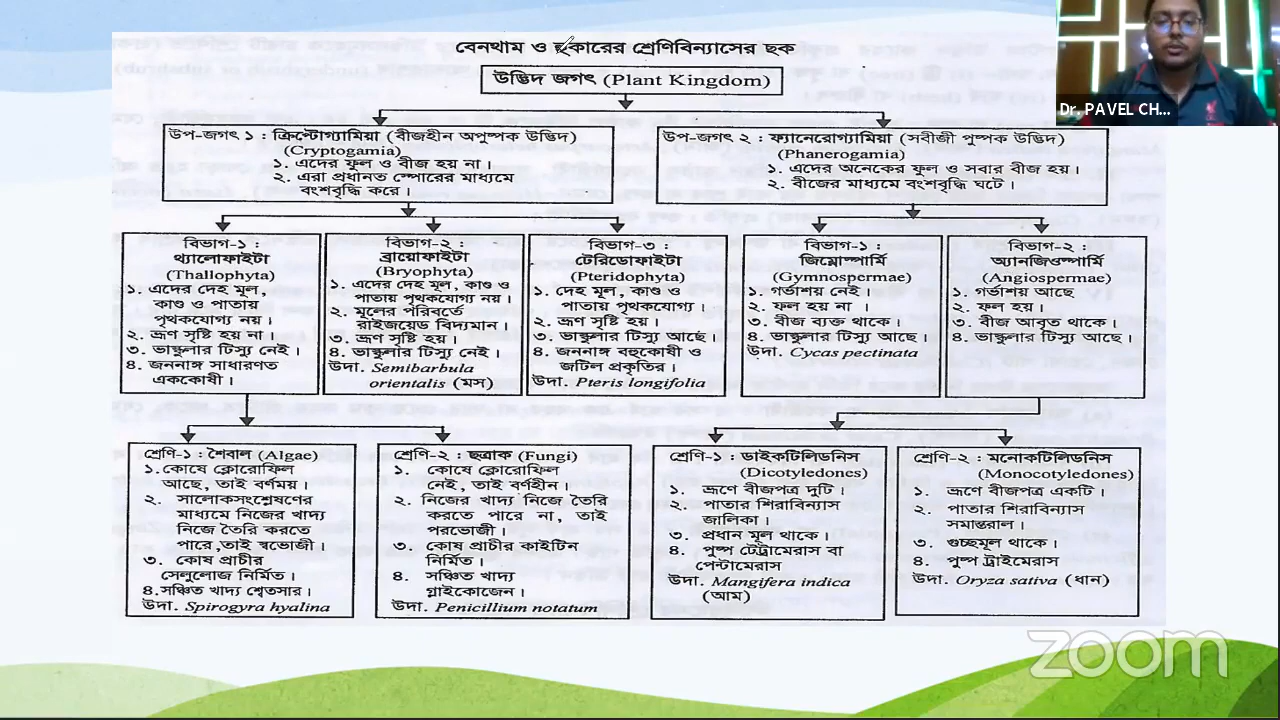 বেনথাম ও হুকারের শ্রেণিবিন্যাসের ছক
উদ্ভিদ জগৎ (Plant Kingdom)
উপ-জগৎ ১ : ক্রিপ্টোগ্যামিয়া (বীজহীন অপুষ্পক উদ্ভিদ)
(Cryptogamia)
১. এদের ফুল ও বীজ হয় না।
২. এরা প্রধানত স্পোরের মাধ্যমে
বংশবৃদ্ধি করে।
উপ-জগৎ ২ : ফ্যানেরোগ্যামিয়া (সবীজী পুষ্পক উদ্ভিদ)
(Phanerogamia)
১. এদের অনেকের ফুল ও সবার বীজ হয়।
২. বীজের মাধ্যমে বংশবৃদ্ধি ঘটে।
বিভাগ-১ :
থ্যালোফাইটা
(Thallophyta)
১. এদের দেহ মূল,
কাণ্ড ও পাতায়
পৃথকযোগ্য নয়।
২. ভ্রূণ সৃষ্টি হয় না।
৩. ভাস্কুলার টিস্যু নেই।
৪. জননাঙ্গ সাধারণত
এককোষী।
বিভাগ-২ :
ব্রায়োফাইটা
(Bryophyta)
১. এদের দেহ মূল, কাণ্ড ও
পাতায় পৃথকযোগ্য নয়।
২. মূলের পরিবর্তে
রাইজয়েড বিদ্যমান।
৩. ভ্রূণ সৃষ্টি হয়।
৪. ভাস্কুলার টিস্যু নেই।
উদা. Semibarbula
orientalis (মস)
বিভাগ-৩ :
টেরিডোফাইটা
(Pteridophyta)
১. দেহ মূল, কাণ্ড ও
পাতায় পৃথকযোগ্য।
২. ভ্রূণ সৃষ্টি হয়।
৩. ভাস্কুলার টিস্যু আছে।
৪. জননাঙ্গ বহুকোষী ও
জটিল প্রকৃতির।
উদা. Pteris longifolia
বিভাগ-১ :
জিম্নোস্পার্মি
(Gymnospermae)
১. গর্ভাশয় নেই।
২. ফল হয় না।
৩. বীজ ব্যক্ত থাকে।
৪. ভাস্কুলার টিস্যু আছে।
উদা. Cycas pectinata
বিভাগ-২ :
অ্যানজিওস্পার্মি
(Angiospermae)
১. গর্ভাশয় আছে
২. ফল হয়।
৩. বীজ আবৃত থাকে।
৪. ভাস্কুলার টিস্যু আছে।
শ্রেণি-১ : শৈবাল (Algae)
১. কোষে ক্লোরোফিল
আছে, তাই বর্ণময়।
২. সালোকসংশ্লেষণের
মাধ্যমে নিজের খাদ্য
নিজে তৈরি করতে
পারে, তাই স্বভোজী।
৩. কোষ প্রাচীর
সেলুলোজ নির্মিত।
৪. সঞ্চিত খাদ্য শ্বেতসার।
উদা. Spirogyra hyalina
শ্রেণি-২ : ছত্রাক (Fungi)
১. কোষে ক্লোরোফিল
নেই, তাই বর্ণহীন।
২. নিজের খাদ্য নিজে তৈরি
করতে পারে না, তাই
পরভোজী।
৩. কোষ প্রাচীর কাইটিন
নির্মিত।
৪. সঞ্চিত খাদ্য
গ্লাইকোজেন।
উদা. Penicillium notatum
শ্রেণি-১ : ডাইকটিলিডনিস
(Dicotyledones)
১. ভ্রূণে বীজপত্র দুটি।
২. পাতার শিরাবিন্যাস
জালিকা।
৩. প্রধান মূল থাকে।
৪. পুষ্প টেট্রামেরাস বা
পেন্টামেরাস
উদা. Mangifera indica
(আম)
শ্রেণি-২ : মনোকটিলিডনিস
(Monocotyledones)
১. ভ্রূণে বীজপত্র একটি।
২. পাতার শিরাবিন্যাস
সমান্তরাল।
৩. গুচ্ছমূল থাকে।
৪. পুষ্প ট্রাইমেরাস
উদা. Oryza sativa (ধান)
Dr. PAVEL CH...
zoom